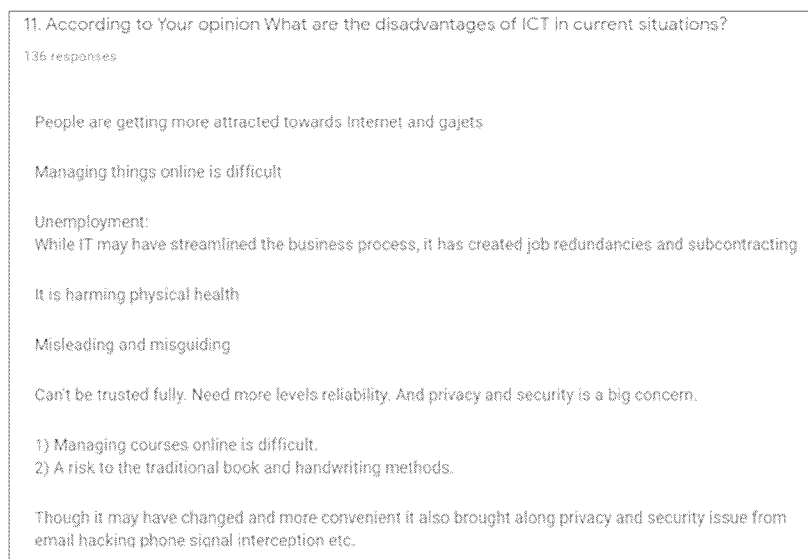 11. According to Your opinion What are the disadvantages of ICT in current situations?
136 responses
People are getting more attracted towards Internet and gajets
Managing things online is difficult
Unemployment:
While IT may have streamlined the business process, it has created job redundancies and subcontracting
It is harming physical health
Misleading and misguiding
Can't be trusted fully. Need more levels reliability. And privacy and security is a big concern.
1) Managing courses online is difficult.
2) A risk to the traditional book and handwriting methods.
Though it may have changed and more convenient it also brought along privacy and security issue from
email hacking phone signal interception etc.